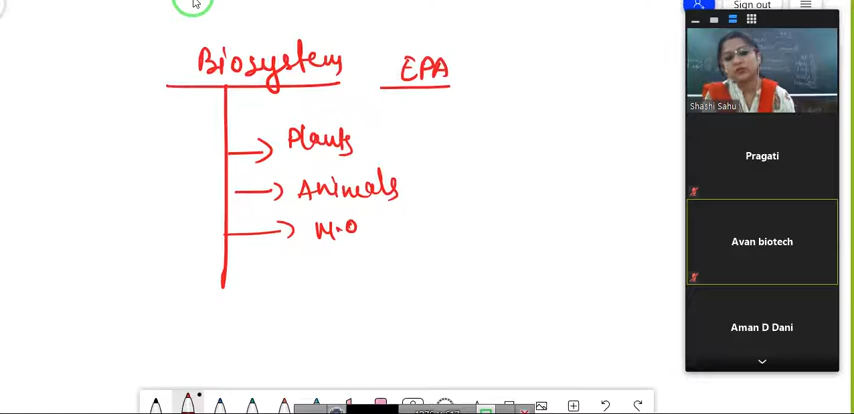 Sign out
Biosystem EPA
Plants
Animals
M.O
Shashi Sahu
Pragati
Avan biotech
Aman D Dani